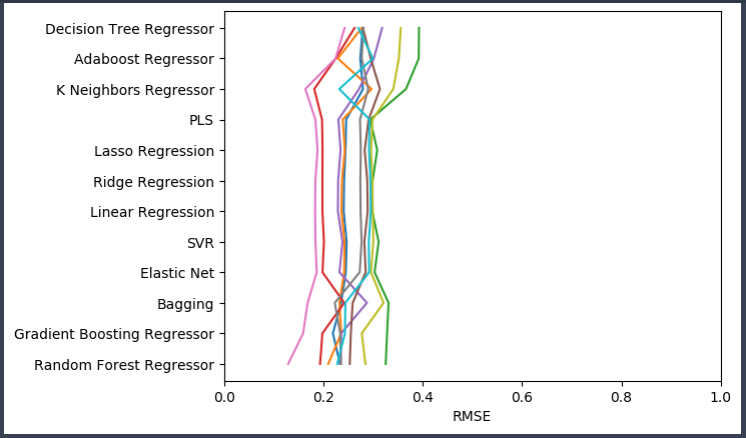 Decision Tree Regressor
Adaboost Regressor
K Neighbors Regressor
PLS
Lasso Regression
Ridge Regression
Linear Regression
SVR
Elastic Net
Bagging
Gradient Boosting Regressor
Random Forest Regressor
0.0 0.2 0.4 0.6 0.8 1.0
RMSE